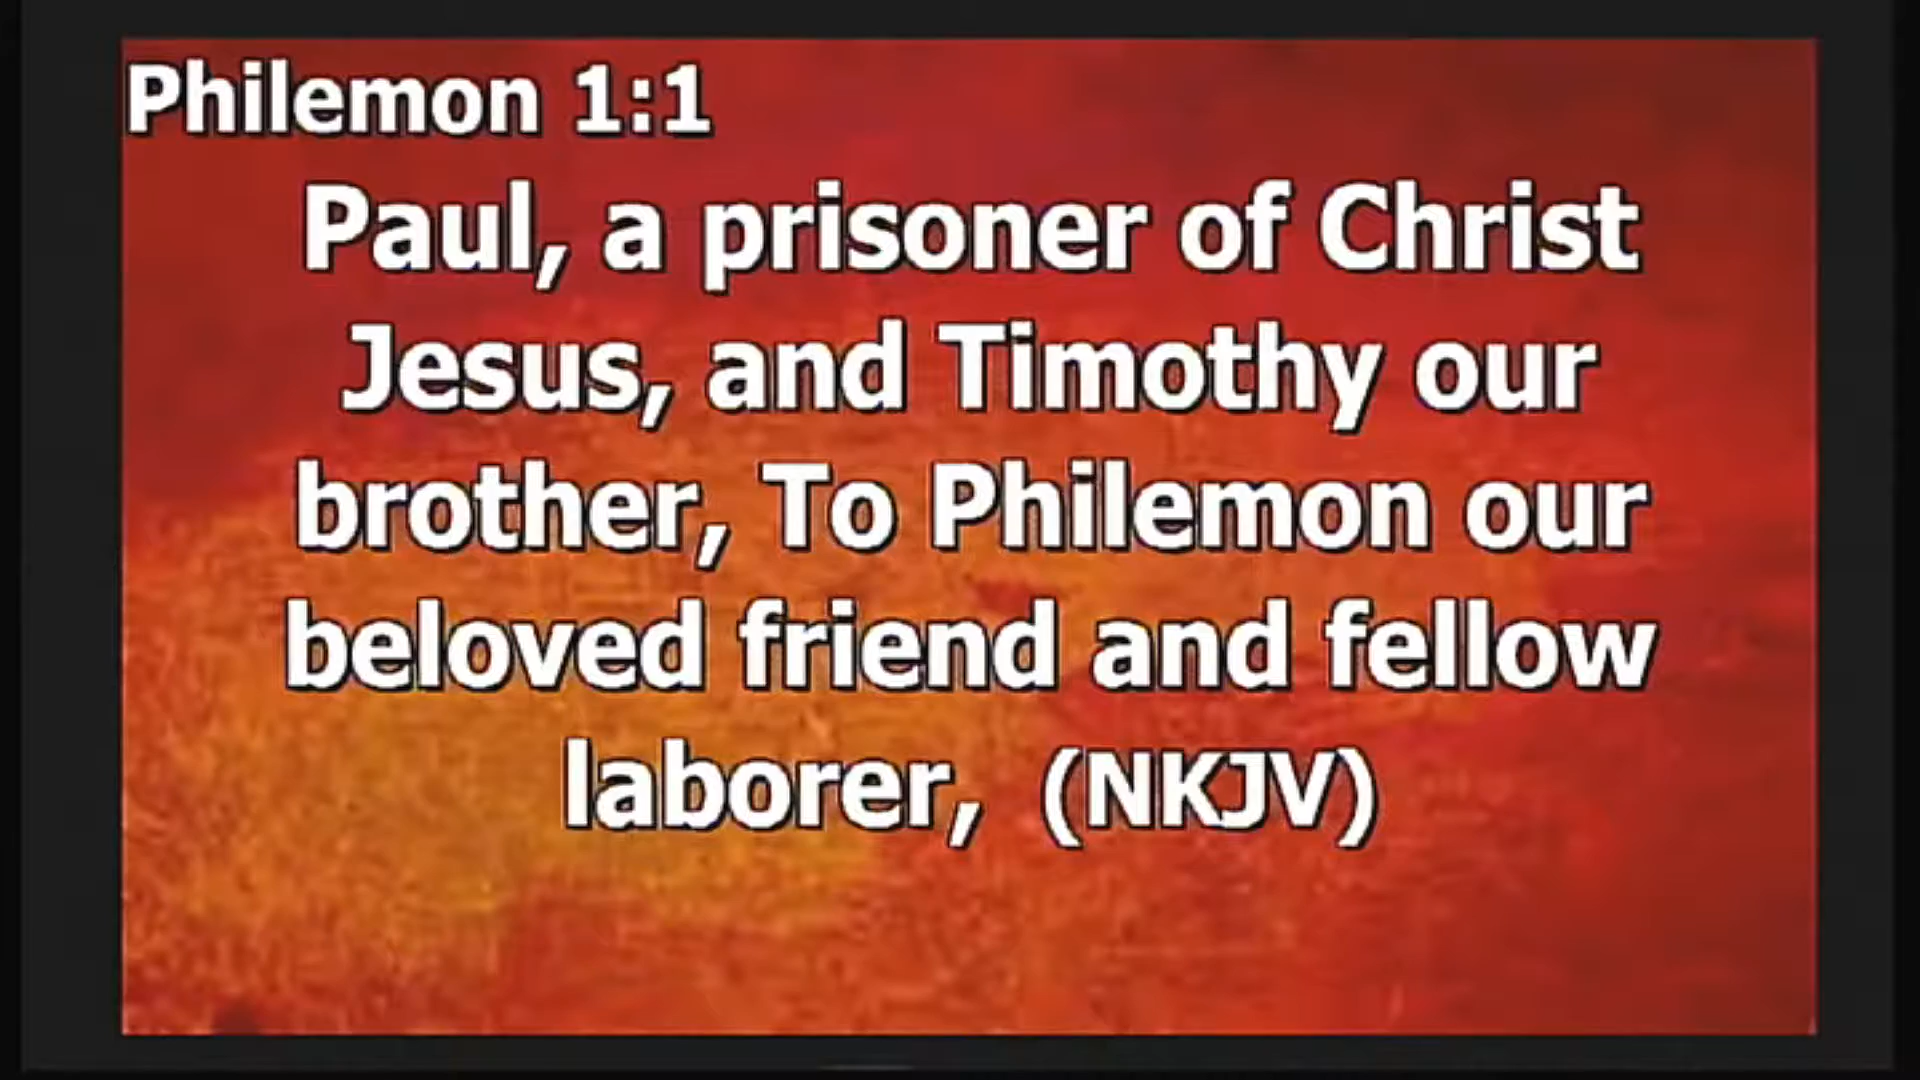 Philemon 1:1
Paul, a prisoner of Christ
Jesus, and Timothy our
brother, To Philemon our
beloved friend and fellow
laborer, (NKJV)